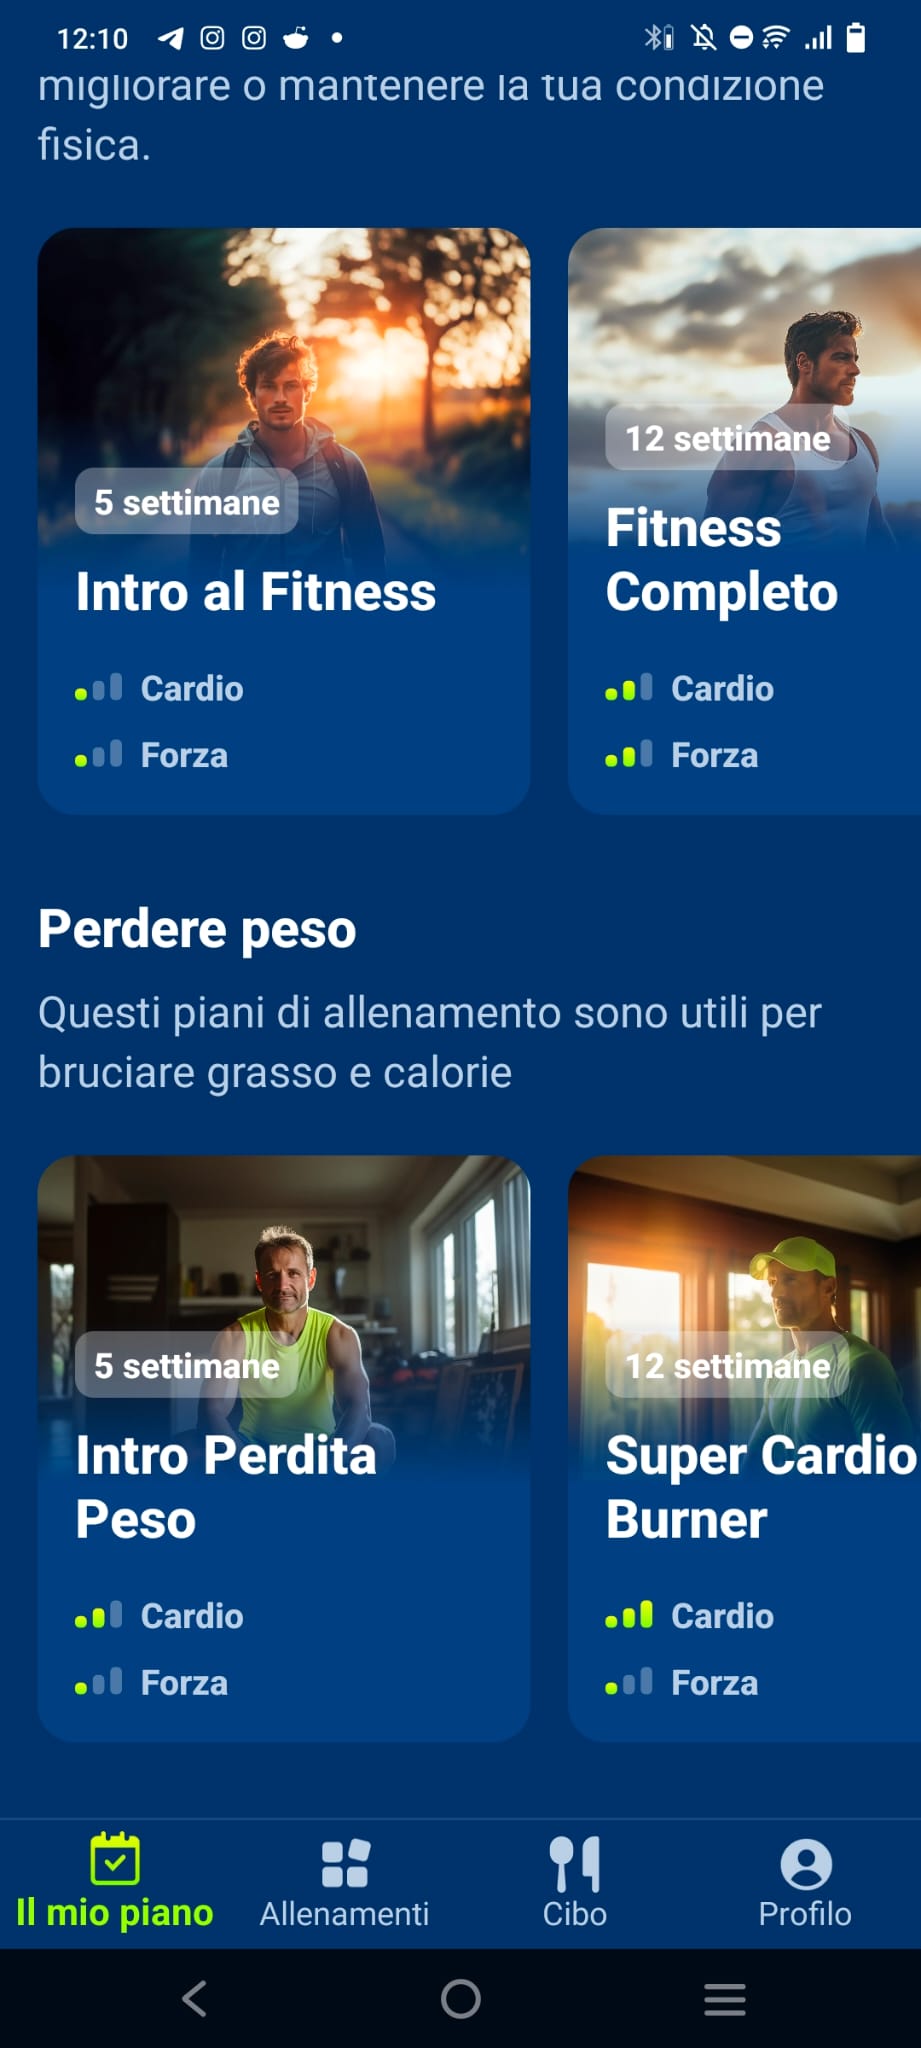 12:10
migliorare o mantenere la tua condizione
fisica.
5 settimane
Intro al Fitness
Cardio
Forza
12 settimane
Fitness
Completo
Cardio
Forza
Perdere peso
Questi piani di allenamento sono utili per
bruciare grasso e calorie
5 settimane
Intro Perdita
Peso
Cardio
Forza
12 settimane
Super Cardio
Burner
Cardio
Forza
Il mio piano
Allenamenti
Cibo
Profilo